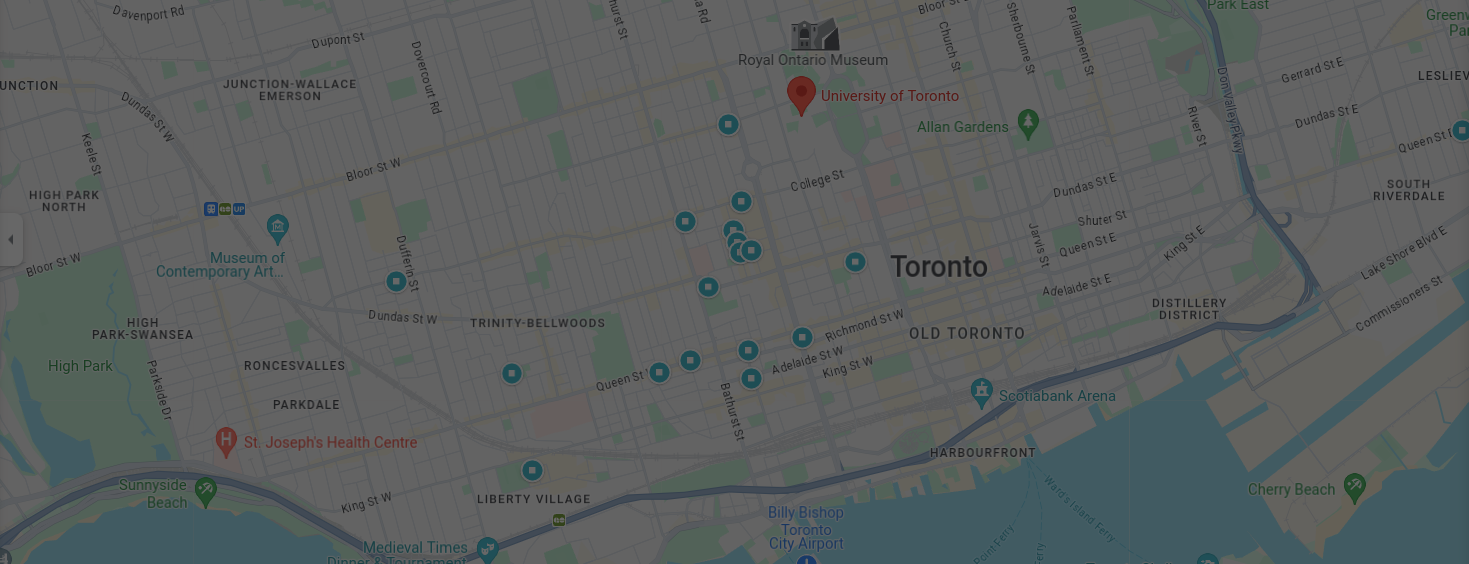 Davenport Rd
Dupont St
Dovercourt Rd
Church St
Sherbourne St
Parliament St
Bloor St
Park East
Royal Ontario Museum
University of Toronto
Allan Gardens
Gerrard St E
Don Valley Pkwy
River St
Dundas St E
Queen St E
JUNCTION-WALLACE
EMERSON
Dundas St W
Keele St
Bloor St W
HIGH PARK
NORTH
UP
College St
Dundas St E
Shuter St
Queen St E
Jarvis St
King St E
SOUTH
RIVERDALE
Museum of
Contemporary Art...
Bloor St W
Dufferin St
Toronto
Adelaide St E
Lake Shore Blvd E
Commissioners St
DISTILLERY
DISTRICT
HIGH
PARK-SWANSEA
Dundas St W
TRINITY-BELLWOODS
Richmond St W
OLD TORONTO
Adelaide St W
King St W
High Park
Parkside Dr
RONCESVALLES
PARKDALE
Queen St
Bathurst St
Scotiabank Arena
H
St. Joseph's Health Centre
HARBOURFRONT
Sunnyside
Beach
King St W
LIBERTY VILLAGE
Billy Bishop
Toronto
City Airport
Ward's Island Ferry
Cherry Beach
Medieval Times
Dinner & Tournament